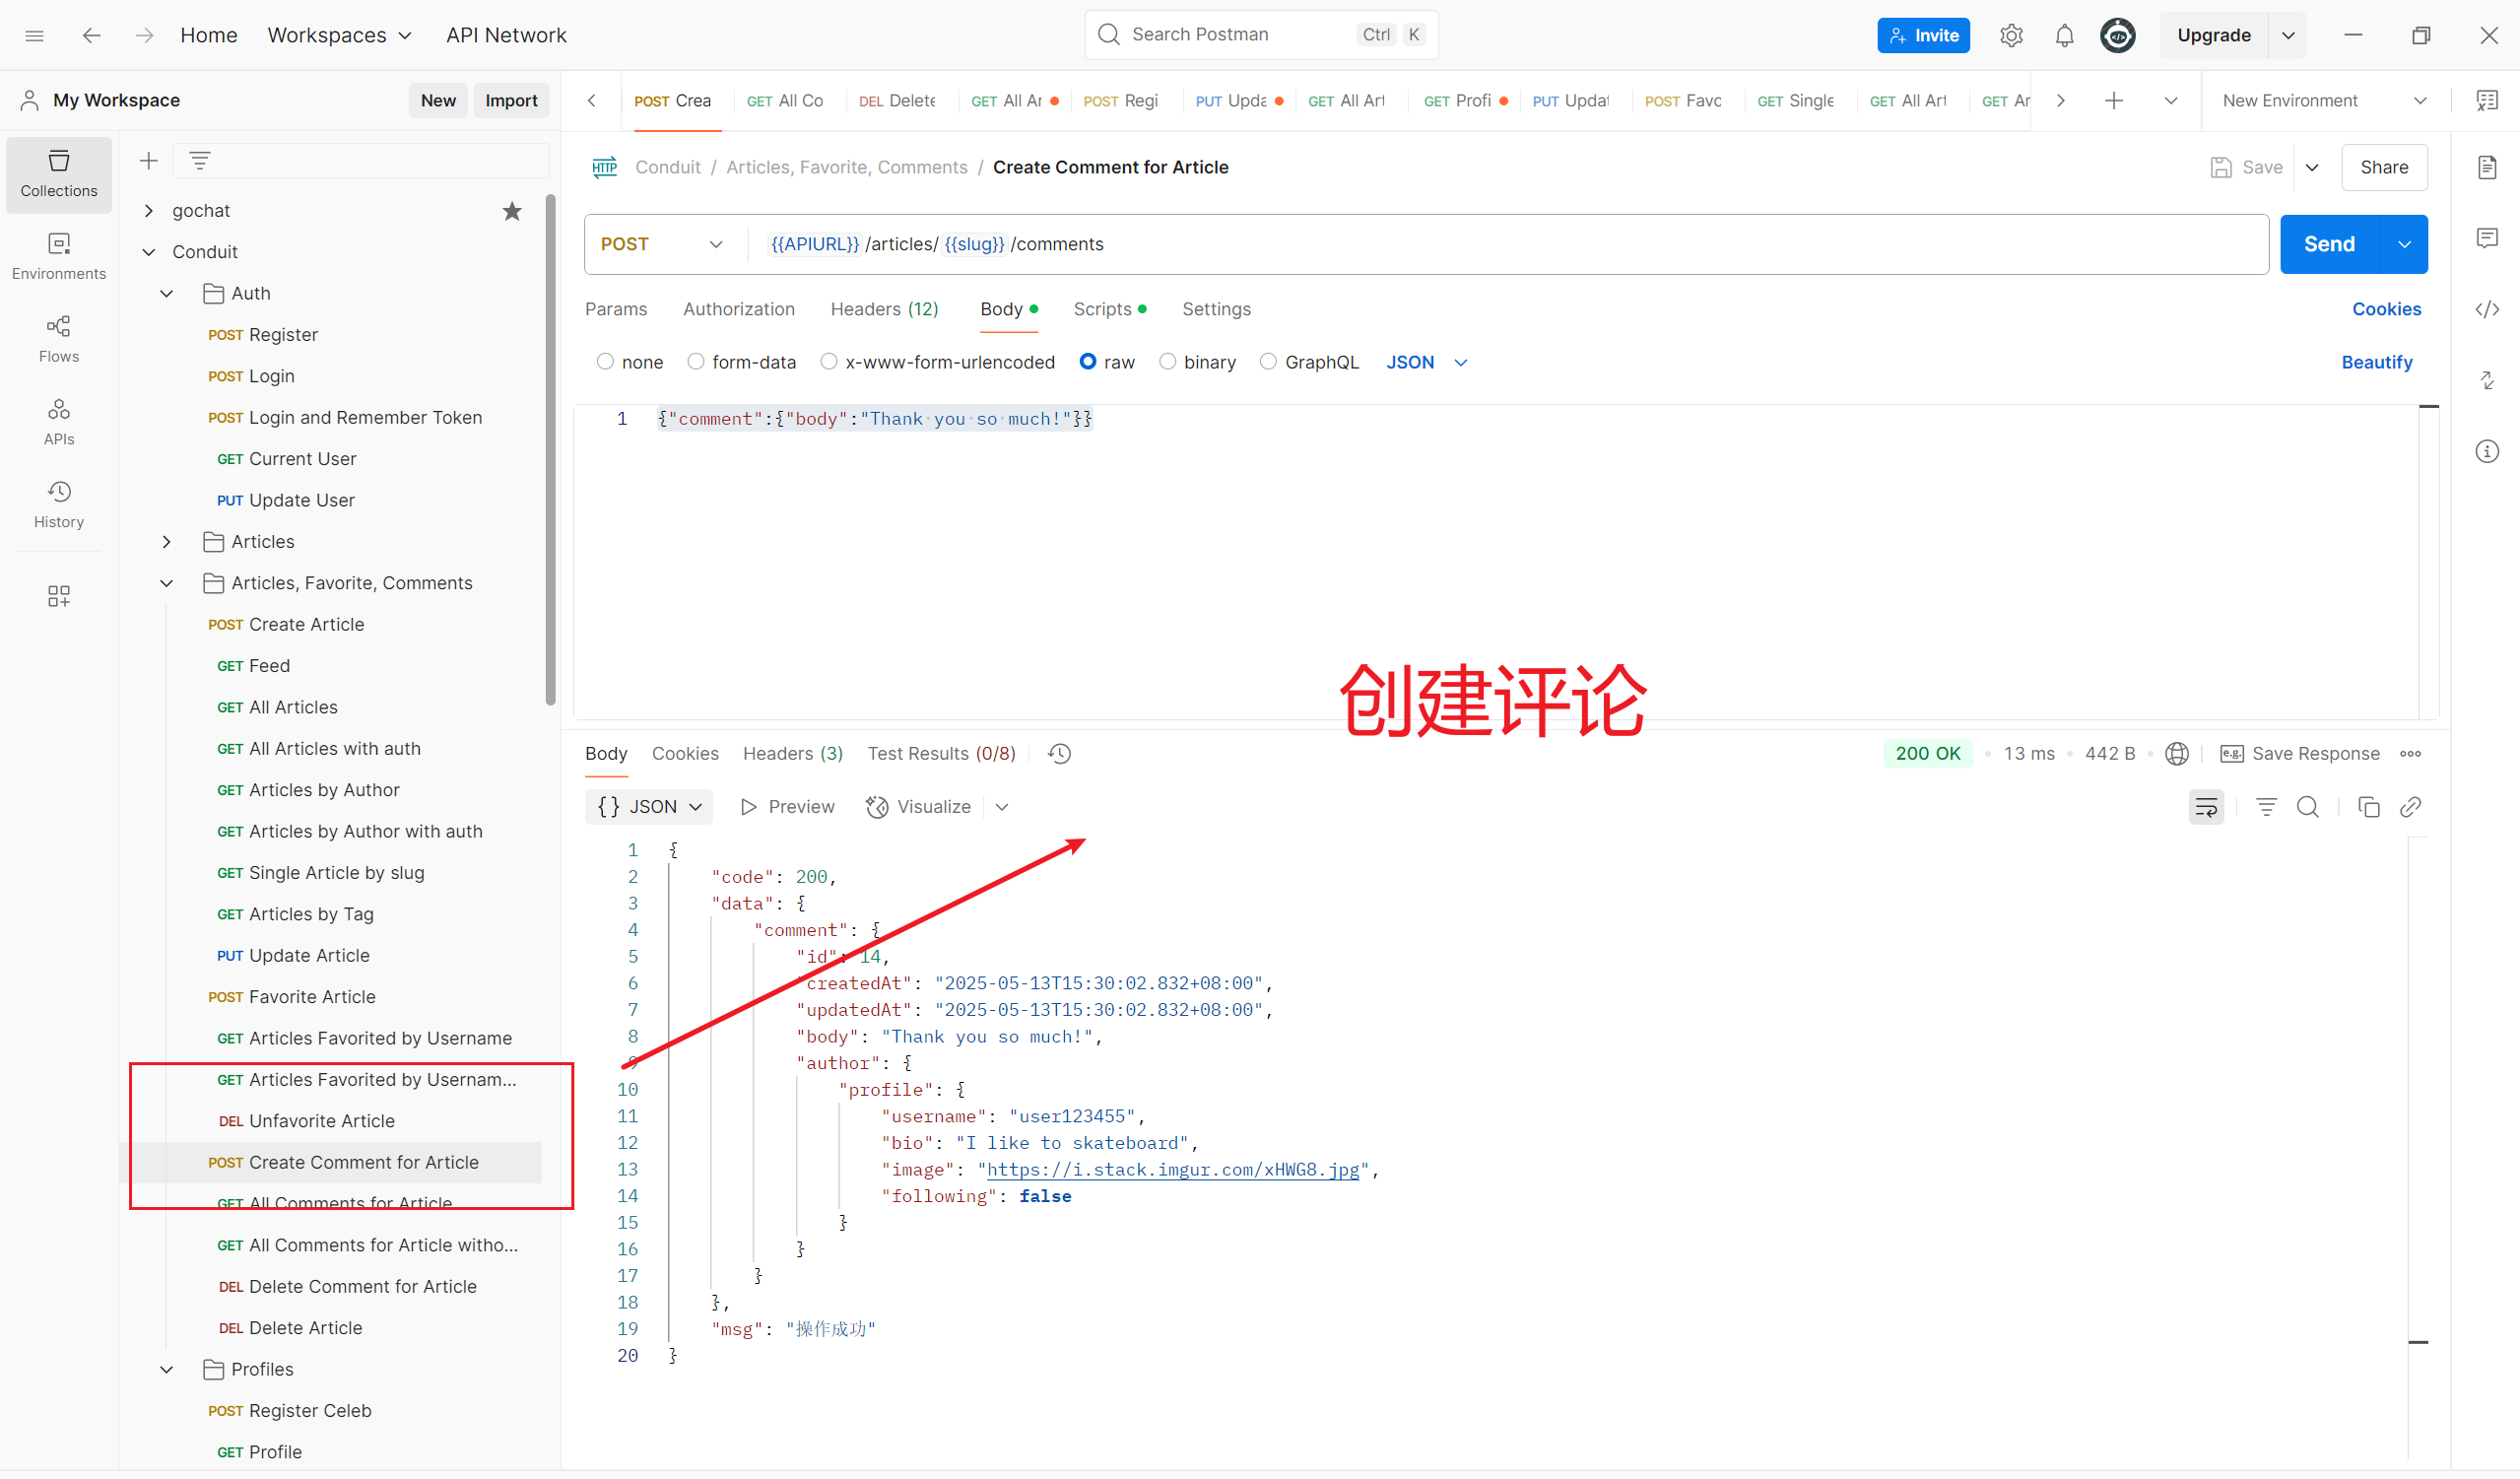 Home Workspaces API Network Search Postman Ctrl K Invite Upgrade
My Workspace New Import
POST Crea GET All Co DEL Delete GET All Ar POST Regi PUT Upda GET All Art GET Profi PUT Updat POST Favo GET Single GET All Art GET Ar New Environment
Collections
Environments
Flows
APIs
History
gochat
Conduit
Auth
POST Register
POST Login
POST Login and Remember Token
GET Current User
PUT Update User
Articles
Articles, Favorite, Comments
POST Create Article
GET Feed
GET All Articles
GET All Articles with auth
GET Articles by Author
GET Articles by Author with auth
GET Single Article by slug
GET Articles by Tag
PUT Update Article
POST Favorite Article
GET Articles Favorited by Username
GET Articles Favorited by Usernam...
DEL Unfavorite Article
POST Create Comment for Article
GET All Comments for Article
GET All Comments for Article witho...
DEL Delete Comment for Article
DEL Delete Article
Profiles
POST Register Celeb
GET Profile
HTTP Conduit / Articles, Favorite, Comments / Create Comment for Article Save Share
POST {{APIURL}}/articles/{{slug}}/comments Send
Params Authorization Headers (12) Body Scripts Settings Cookies
none form-data x-www-form-urlencoded raw binary GraphQL JSON Beautify
1 {"comment":{"body":"Thank you so much!"}}
创建评论
Body Cookies Headers (3) Test Results (0/8) 200 OK 13 ms 442 B e.g. Save Response
{} JSON Preview Visualize
1 {
2 "code": 200,
3 "data": {
4 "comment": {
5 "id": 14,
6 "createdAt": "2025-05-13T15:30:02.832+08:00",
7 "updatedAt": "2025-05-13T15:30:02.832+08:00",
8 "body": "Thank you so much!",
9 "author": {
10 "profile": {
11 "username": "user123455",
12 "bio": "I like to skateboard",
13 "image": "https://i.stack.imgur.com/xHWG8.jpg",
14 "following": false
15 }
16 }
17 }
18 },
19 "msg": "操作成功"
20 }